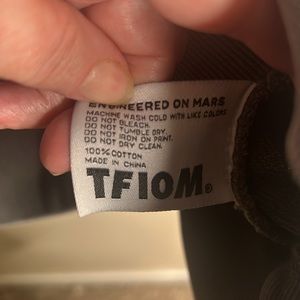 ENGINEERED ON MARS
MACHINE WASH COLD WITH LIKE COLORS
DO NOT BLEACH.
DO NOT TUMBLE DRY.
DO NOT IRON ON PRINT.
DO NOT DRY CLEAN.
100% COTTON
MADE IN CHINA
TFIOM®